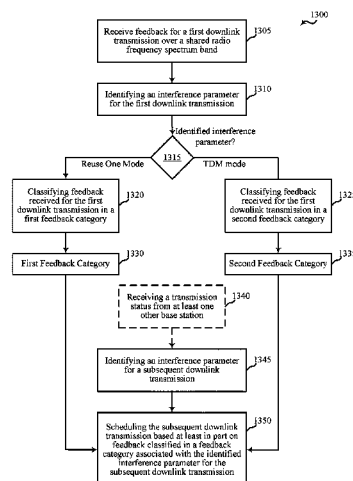 1300
Receive feedback for a first downlink
transmission over a shared radio
frequency spectrum band
1305
Identifying an interference parameter
for the first downlink transmission
1310
Identified interference
parameter?
1315
Reuse One Mode
TDM mode
Classifying feedback
received for the first
downlink transmission in a
first feedback category
1320
Classifying feedback
received for the first
downlink transmission in a
second feedback category
132
First Feedback Category
1330
Second Feedback Category
133
Receiving a transmission
status from at least one
other base station
1340
Identifying an interference parameter
for a subsequent downlink
transmission
1345
Scheduling the subsequent downlink
transmission based at least in part on
feedback classified in a feedback
category associated with the identified
interference parameter for the
subsequent downlink transmission
1350